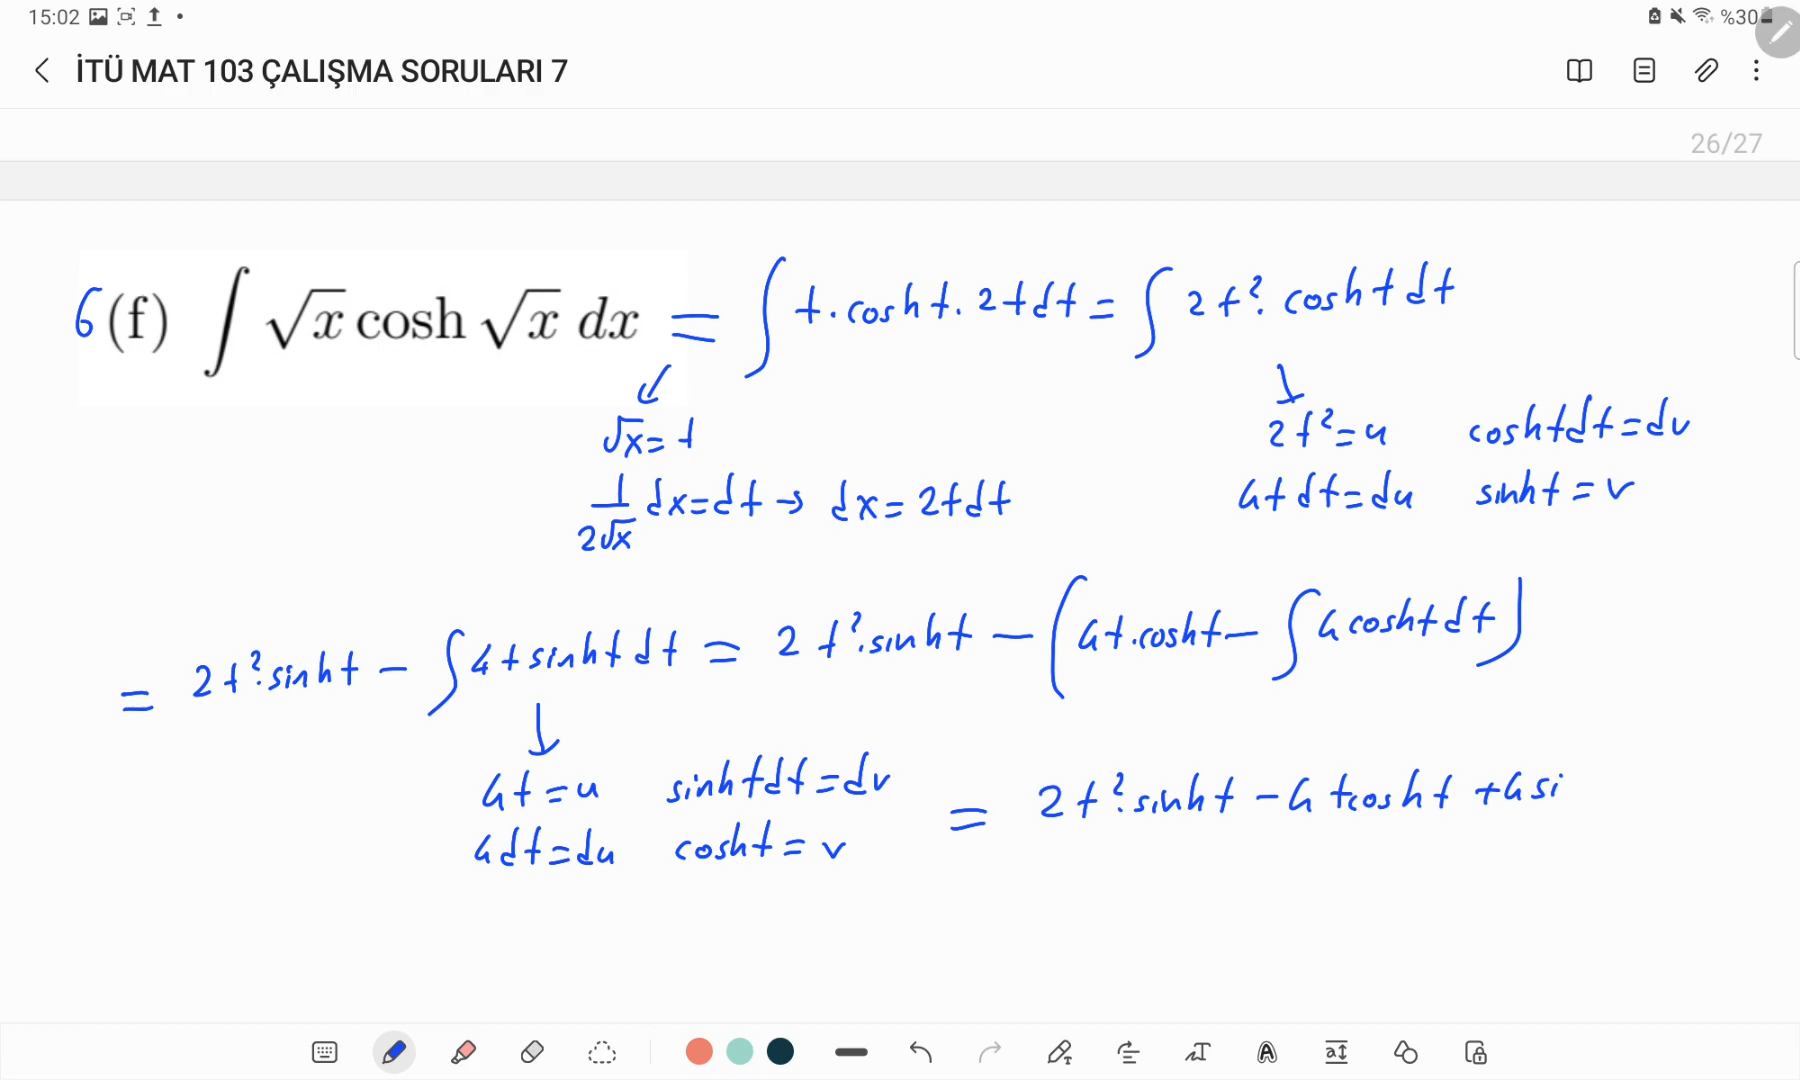 15:02 %30
İTÜ MAT 103 ÇALIŞMA SORULARI 7
26/27
6 (f) ∫ √x cosh √x dx = ∫ t. cosh t. 2t dt = ∫ 2t². cosh t dt
√x = t
1/(2√x) dx = dt → dx = 2t dt
2t² = u cosh t dt = dv
4t dt = du sinh t = v
= 2t². sinh t − ∫ 4t sinh t dt = 2t². sinh t − (4t. cosh t − ∫ 4 cosh t dt)
4t = u sinh t dt = dv
4dt = du cosh t = v
= 2t². sinh t − 4 t cosh t + 4 si